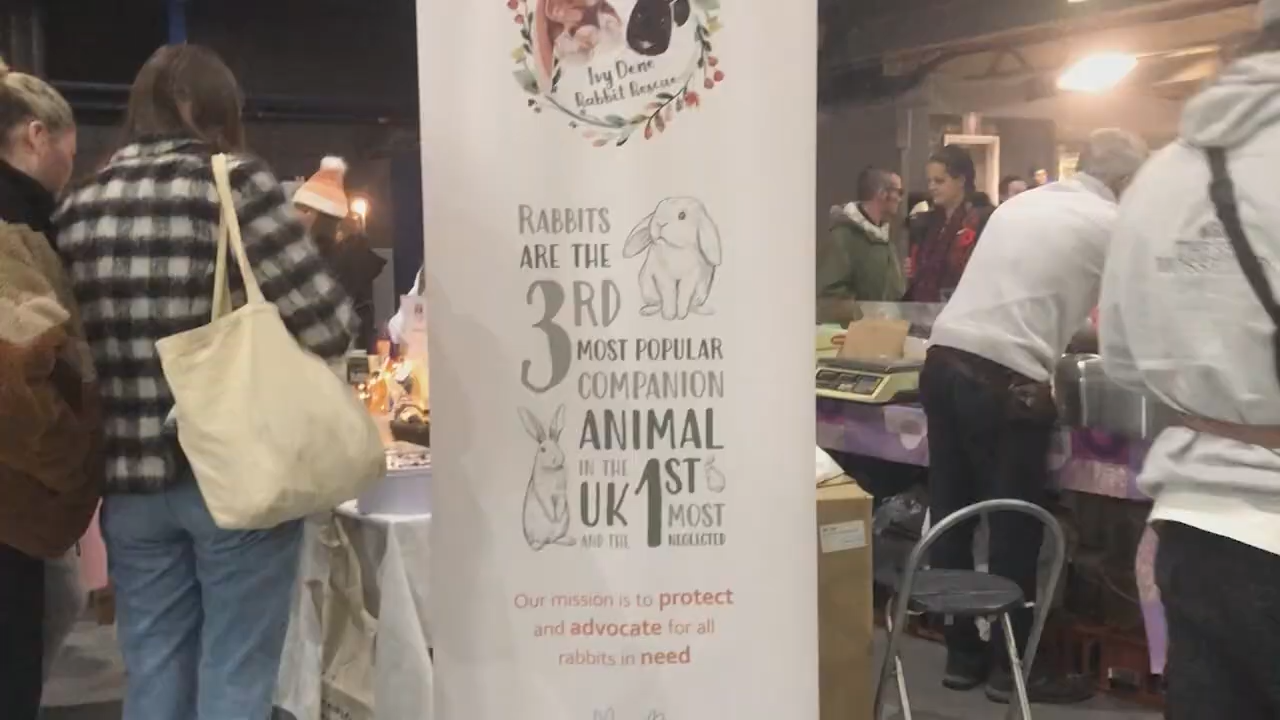 Ivy Dene
Rabbit Rescue
RABBITS
ARE THE
3RD
MOST POPULAR
COMPANION
ANIMAL
IN THE
UK
AND THE
1ST
MOST
NEGLECTED
Our mission is to protect
and advocate for all
rabbits in need